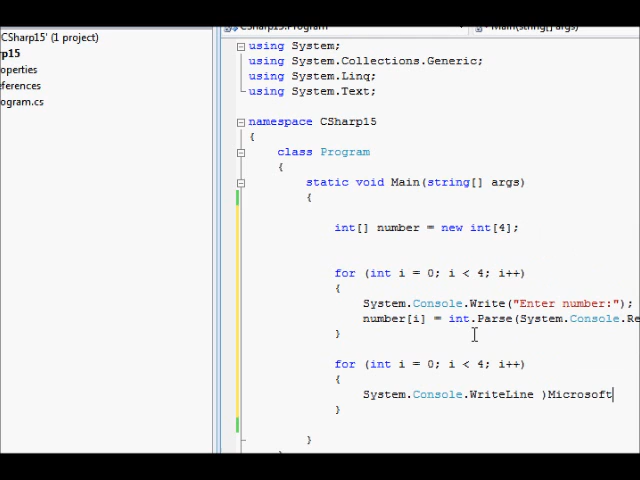 CSharp15' (1 project)
rp15
operties
eferences
ogram.cs
CSharp15.Program
Main(string[] args)
using System;
using System.Collections.Generic;
using System.Linq;
using System.Text;
namespace CSharp15
{
class Program
{
static void Main(string[] args)
{
int[] number = new int[4];
for (int i = 0; i < 4; i++)
{
System.Console.Write("Enter number:");
number[i] = int.Parse(System.Console.Re
}
for (int i = 0; i < 4; i++)
{
System.Console.WriteLine )Microsoft
}
}